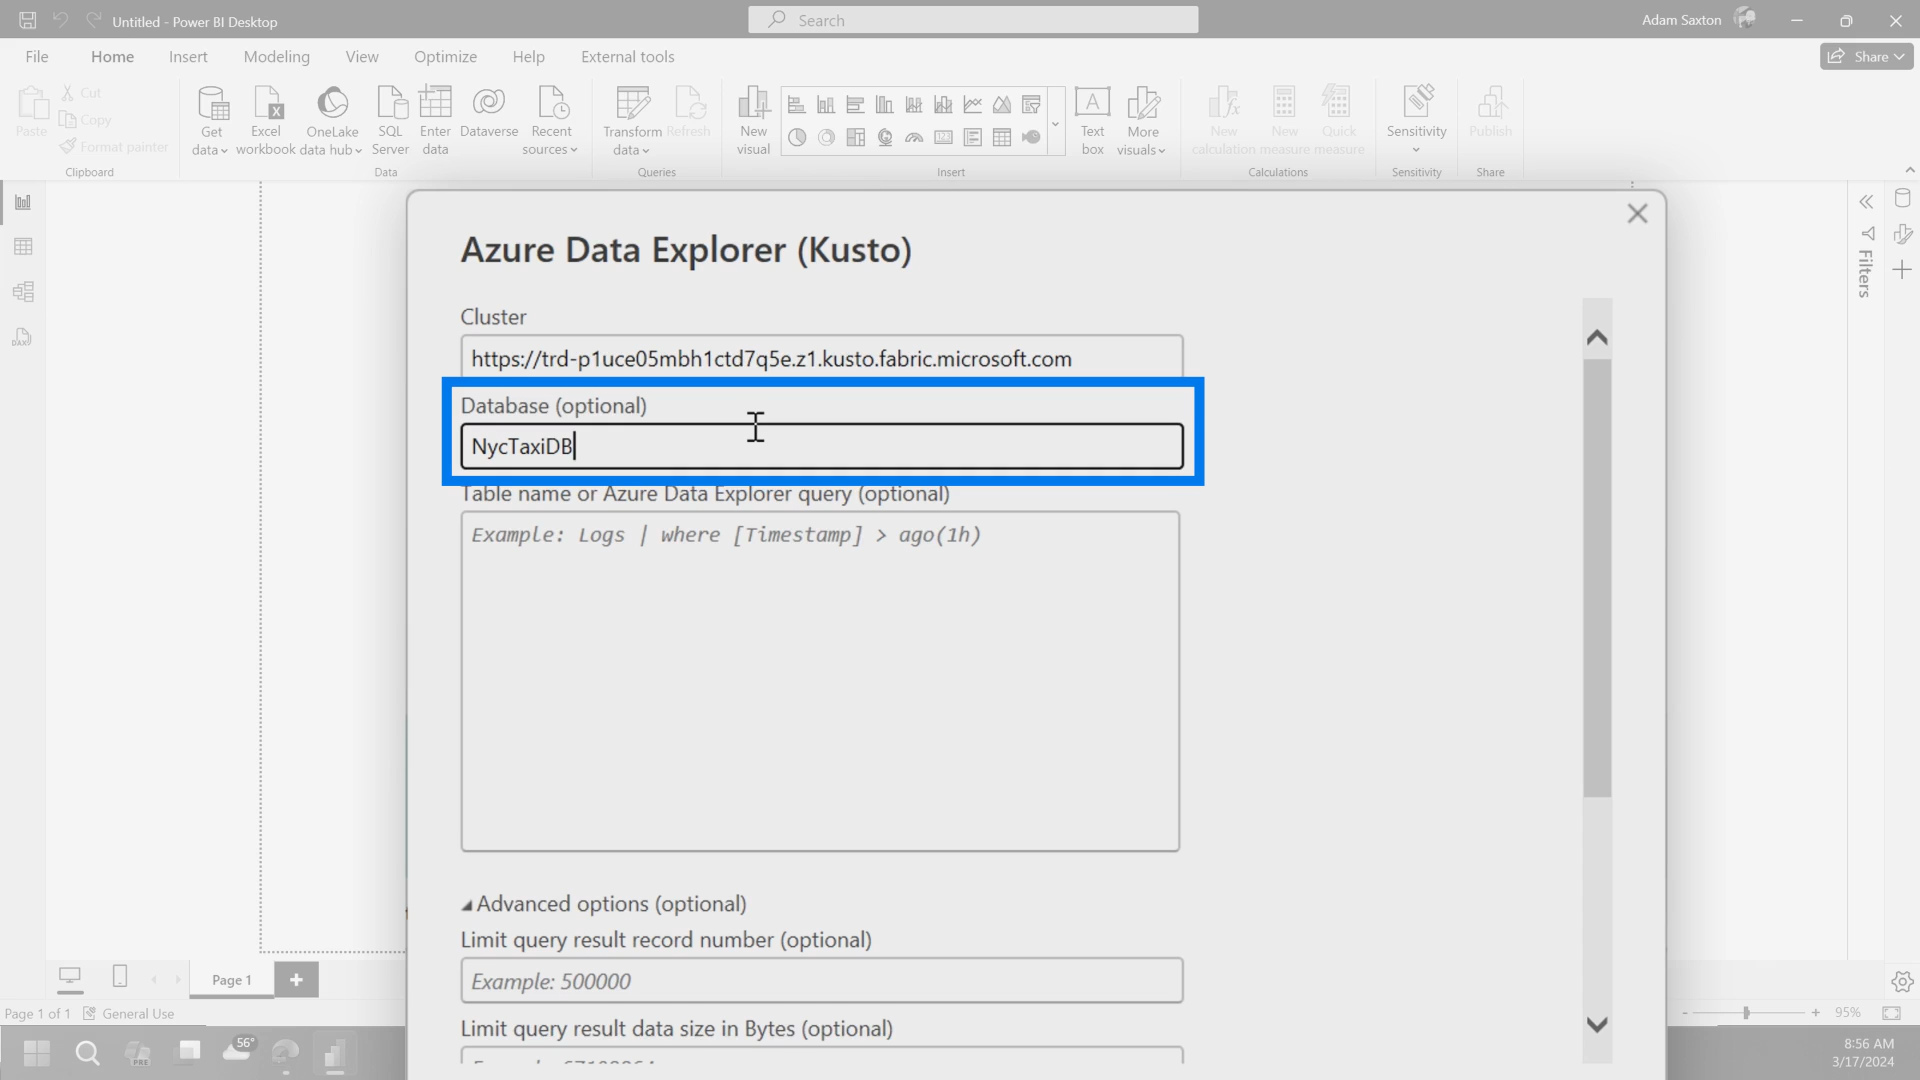 Untitled - Power BI Desktop
Search
Adam Saxton
File Home Insert Modeling View Optimize Help External tools
Share
Paste
Cut
Copy
Format painter
Clipboard
Get data
Excel workbook
OneLake data hub
SQL Server
Enter data
Dataverse
Recent sources
Data
Transform data
Refresh
Queries
New visual
Text box
More visuals
Insert
New calculation
New measure
Quick measure
Calculations
Sensitivity
Sensitivity
Publish
Share
Filters
Azure Data Explorer (Kusto)
Cluster
https://trd-p1uce05mbh1ctd7q5e.z1.kusto.fabric.microsoft.com
Database (optional)
NycTaxiDB
Table name or Azure Data Explorer query (optional)
Example: Logs | where [Timestamp] > ago(1h)
Advanced options (optional)
Limit query result record number (optional)
Example: 500000
Limit query result data size in Bytes (optional)
Page 1
Page 1 of 1
General Use
95%
56°
PRE
8:56 AM
3/17/2024